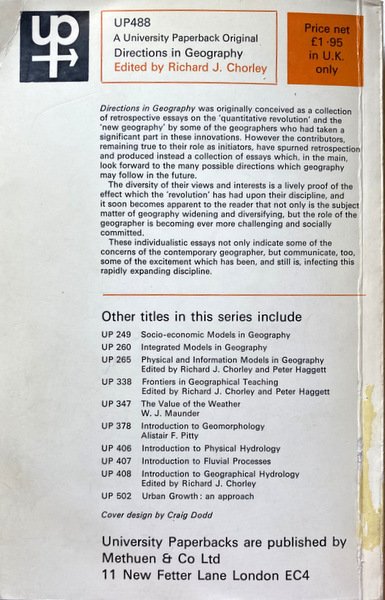 up
UP488
A University Paperback Original
Directions in Geography
Edited by Richard J. Chorley
Price net
£1·95
in U.K.
only
Directions in Geography was originally conceived as a collection
of retrospective essays on the 'quantitative revolution' and the
'new geography' by some of the geographers who had taken a
significant part in these innovations. However the contributors,
remaining true to their role as initiators, have spurned retrospection
and produced instead a collection of essays which, in the main,
look forward to the many possible directions which geography
may follow in the future.
The diversity of their views and interests is a lively proof of the
effect which the 'revolution' has had upon their discipline, and
it soon becomes apparent to the reader that not only is the subject
matter of geography widening and diversifying, but the role of the
geographer is becoming ever more challenging and socially
committed.
These individualistic essays not only indicate some of the
concerns of the contemporary geographer, but communicate, too,
some of the excitement which has been, and still is, infecting this
rapidly expanding discipline.
Other titles in this series include
UP 249 Socio-economic Models in Geography
UP 260 Integrated Models in Geography
UP 265 Physical and Information Models in Geography
Edited by Richard J. Chorley and Peter Haggett
UP 338 Frontiers in Geographical Teaching
Edited by Richard J. Chorley and Peter Haggett
UP 347 The Value of the Weather
W. J. Maunder
UP 378 Introduction to Geomorphology
Alistair F. Pitty
UP 406 Introduction to Physical Hydrology
UP 407 Introduction to Fluvial Processes
UP 408 Introduction to Geographical Hydrology
Edited by Richard J. Chorley
UP 502 Urban Growth : an approach
Cover design by Craig Dodd
University Paperbacks are published by
Methuen & Co Ltd
11 New Fetter Lane London EC4